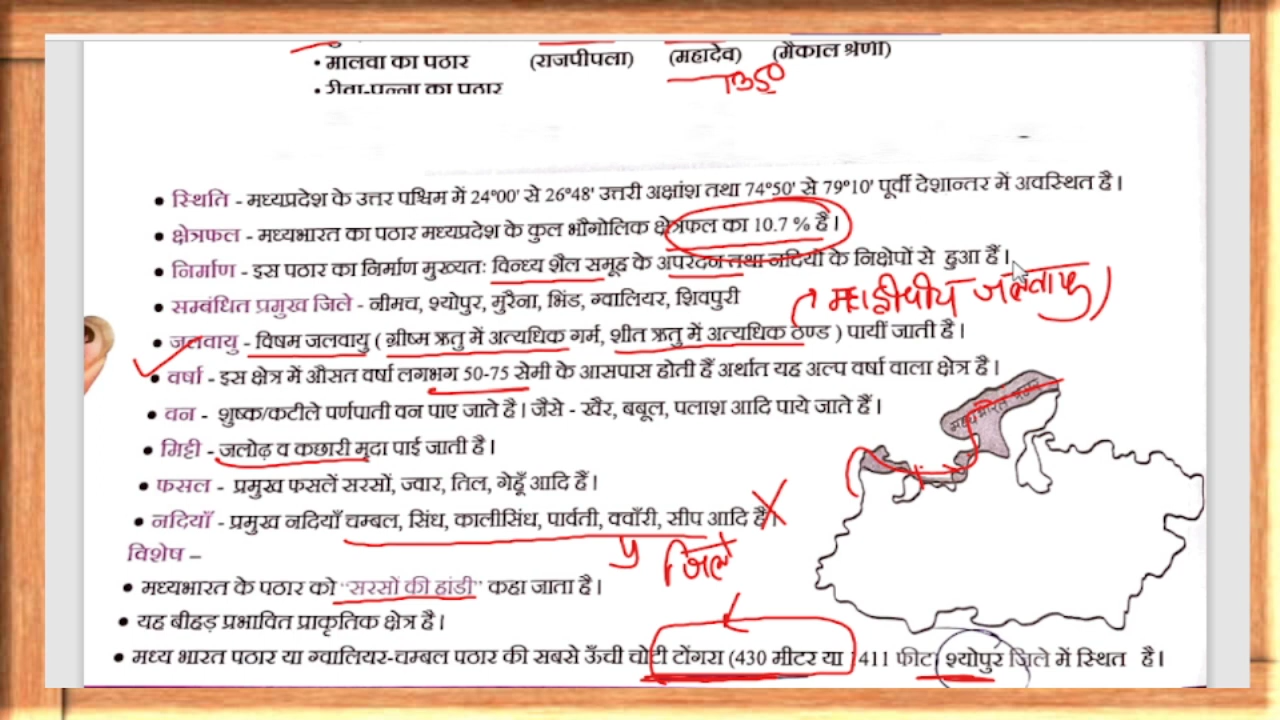 • मालवा का पठार (राजपीपला) (महादेव) (मैकाल श्रेणी)
1350
• रीवा-पन्ना का पठार
• स्थिति - मध्यप्रदेश के उत्तर पश्चिम में 24°00' से 26°48' उत्तरी अक्षांश तथा 74°50' से 79°10' पूर्वी देशान्तर में अवस्थित है।
• क्षेत्रफल - मध्यभारत का पठार मध्यप्रदेश के कुल भौगोलिक क्षेत्रफल का 10.7 % है।
• निर्माण - इस पठार का निर्माण मुख्यतः विन्ध्य शैल समूह के अपरदन तथा नदियों के निक्षेपों से हुआ हैं।
• सम्बंधित प्रमुख जिले - नीमच, श्योपुर, मुरैना, भिंड, ग्वालियर, शिवपुरी
महाद्वीपीय जलवायु
• जलवायु - विषम जलवायु ( ग्रीष्म ऋतु में अत्यधिक गर्म, शीत ऋतु में अत्यधिक ठण्ड ) पायीं जाती है।
• वर्षा - इस क्षेत्र में औसत वर्षा लगभग 50-75 सेमी के आसपास होती हैं अर्थात यह अल्प वर्षा वाला क्षेत्र है।
• वन - शुष्क/कटीले पर्णपाती वन पाए जाते है। जैसे - खैर, बबूल, पलाश आदि पाये जाते हैं।
• मिट्टी - जलोढ़ व कछारी मृदा पाई जाती है।
• फसल - प्रमुख फसलें सरसों, ज्वार, तिल, गेहूँ आदि हैं।
• नदियाँ - प्रमुख नदियाँ चम्बल, सिंध, कालीसिंध, पार्वती, क्वाँरी, सीप आदि है।
विशेष –
• मध्यभारत के पठार को "सरसों की हांडी" कहा जाता है।
• यह बीहड़ प्रभावित प्राकृतिक क्षेत्र है।
• मध्य भारत पठार या ग्वालियर-चम्बल पठार की सबसे ऊँची चोटी टोंगरा (430 मीटर या 1411 फीट) श्योपुर जिले में स्थित है।